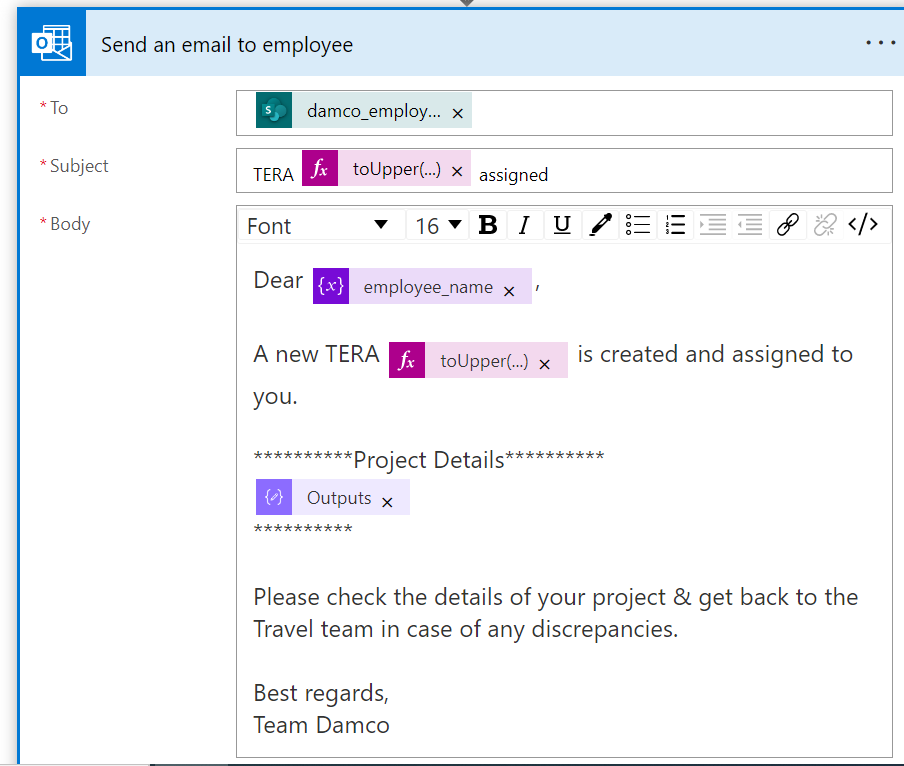 Send an email to employee ...
* To damco_employ... ×
* Subject TERA fx toUpper(...) × assigned
* Body
Font 16 B I U </>
Dear {x} employee_name × ,
A new TERA fx toUpper(...) × is created and assigned to
you.
**********Project Details**********
Outputs ×
**********
Please check the details of your project & get back to the
Travel team in case of any discrepancies.
Best regards,
Team Damco